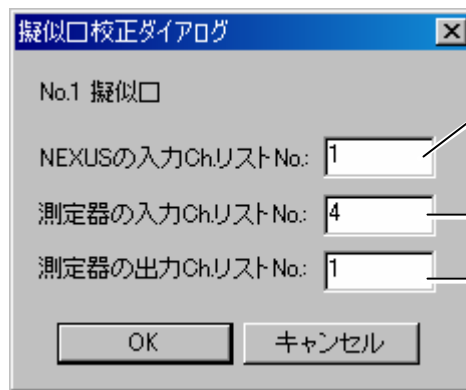 擬似口校正ダイアログ
No.1 擬似口
NEXUSの入力Ch.リストNo.: 1
測定器の入力Ch.リストNo.: 4
測定器の出力Ch.リストNo.: 1
OK キャンセル